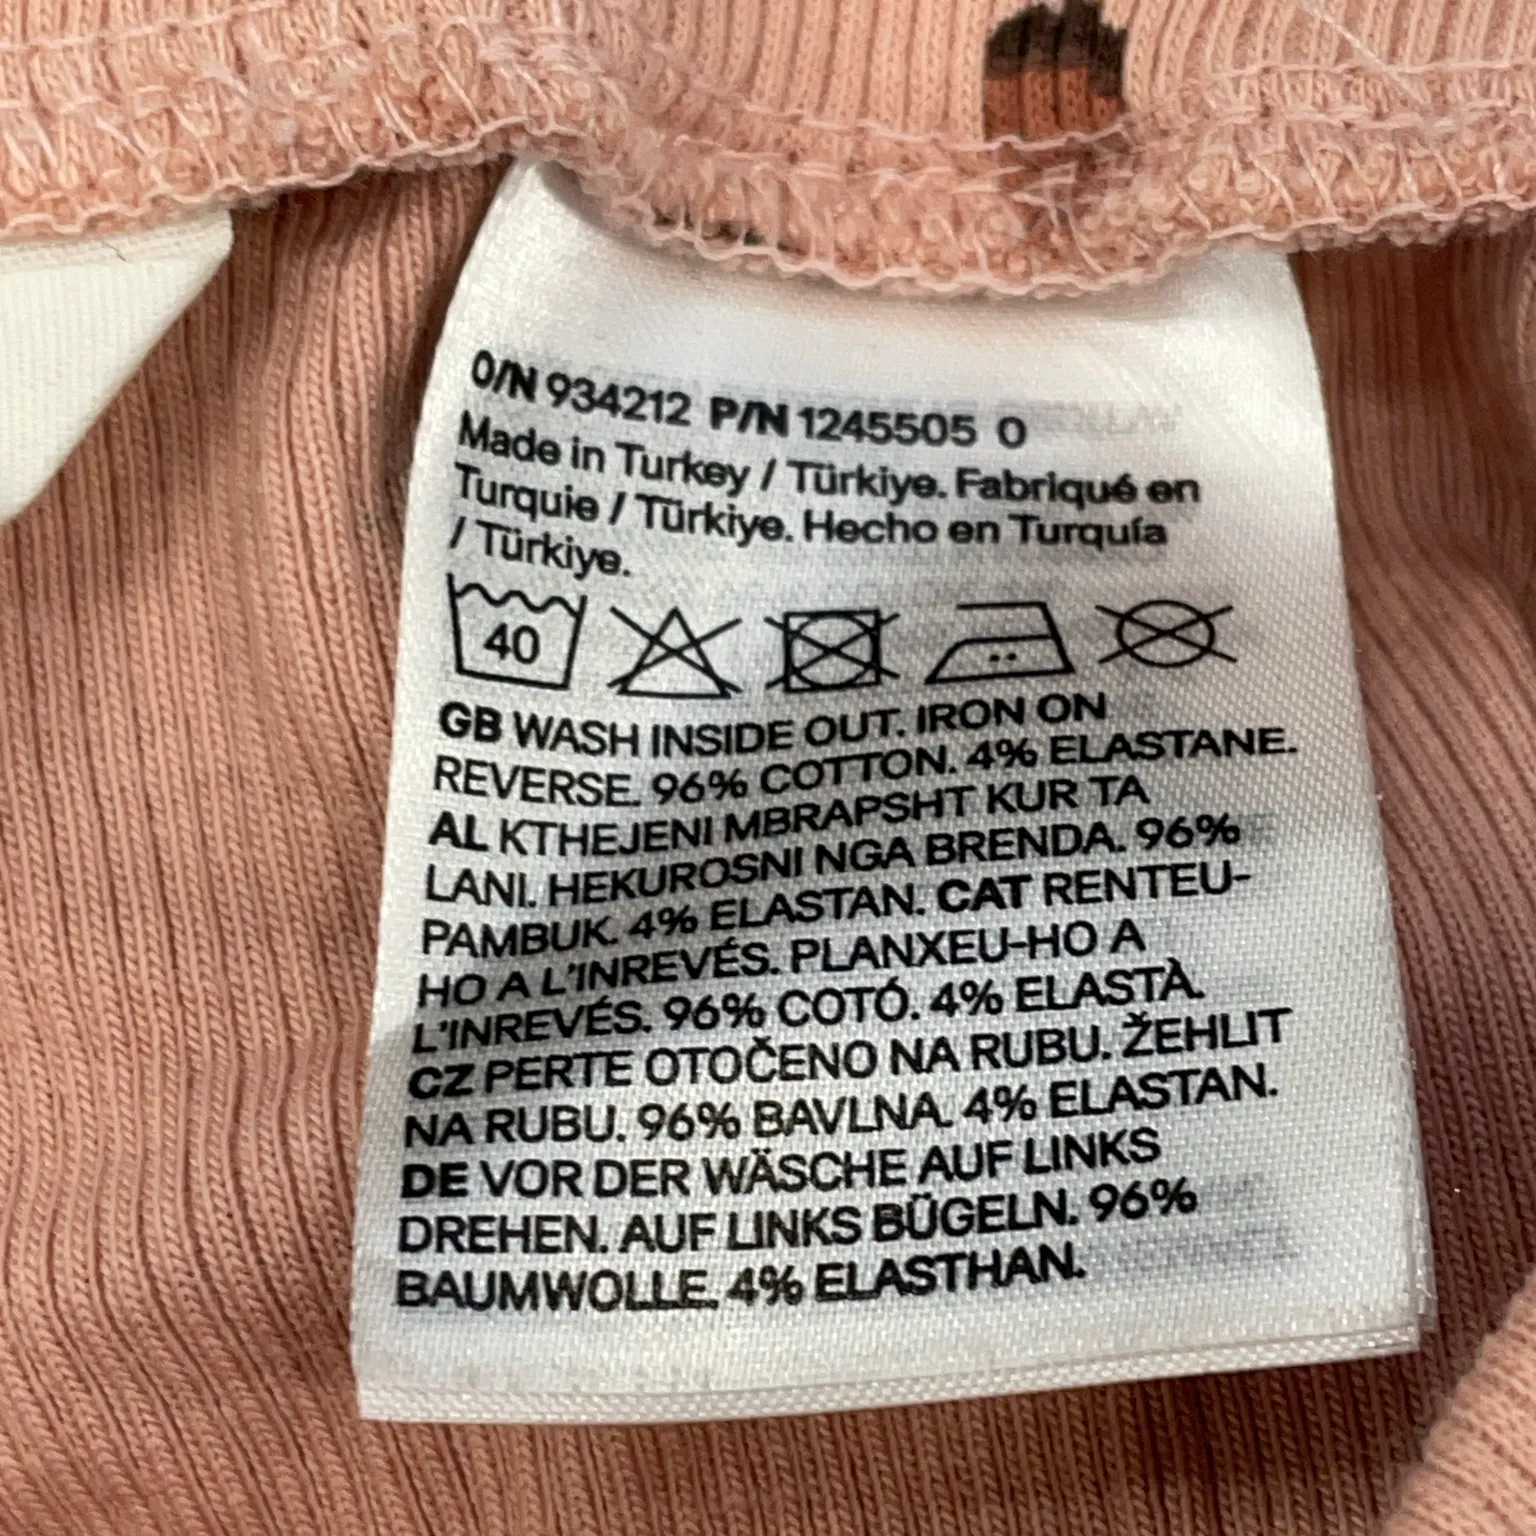 O/N 934212 P/N 1245505 0
Made in Turkey / Türkiye. Fabriqué en
Turquie / Türkiye. Hecho en Turquía
/ Türkiye.
40
GB WASH INSIDE OUT. IRON ON
REVERSE. 96% COTTON. 4% ELASTANE.
AL KTHEJENI MBRAPSHT KUR TA
LANI. HEKUROSNI NGA BRENDA. 96%
PAMBUK. 4% ELASTAN. CAT RENTEU-
HO A L'INREVÉS. PLANXEU-HO A
L'INREVÉS. 96% COTÓ. 4% ELASTÀ.
CZ PERTE OTOČENO NA RUBU. ŽEHLIT
NA RUBU. 96% BAVLNA. 4% ELASTAN.
DE VOR DER WÄSCHE AUF LINKS
DREHEN. AUF LINKS BÜGELN. 96%
BAUMWOLLE. 4% ELASTHAN.